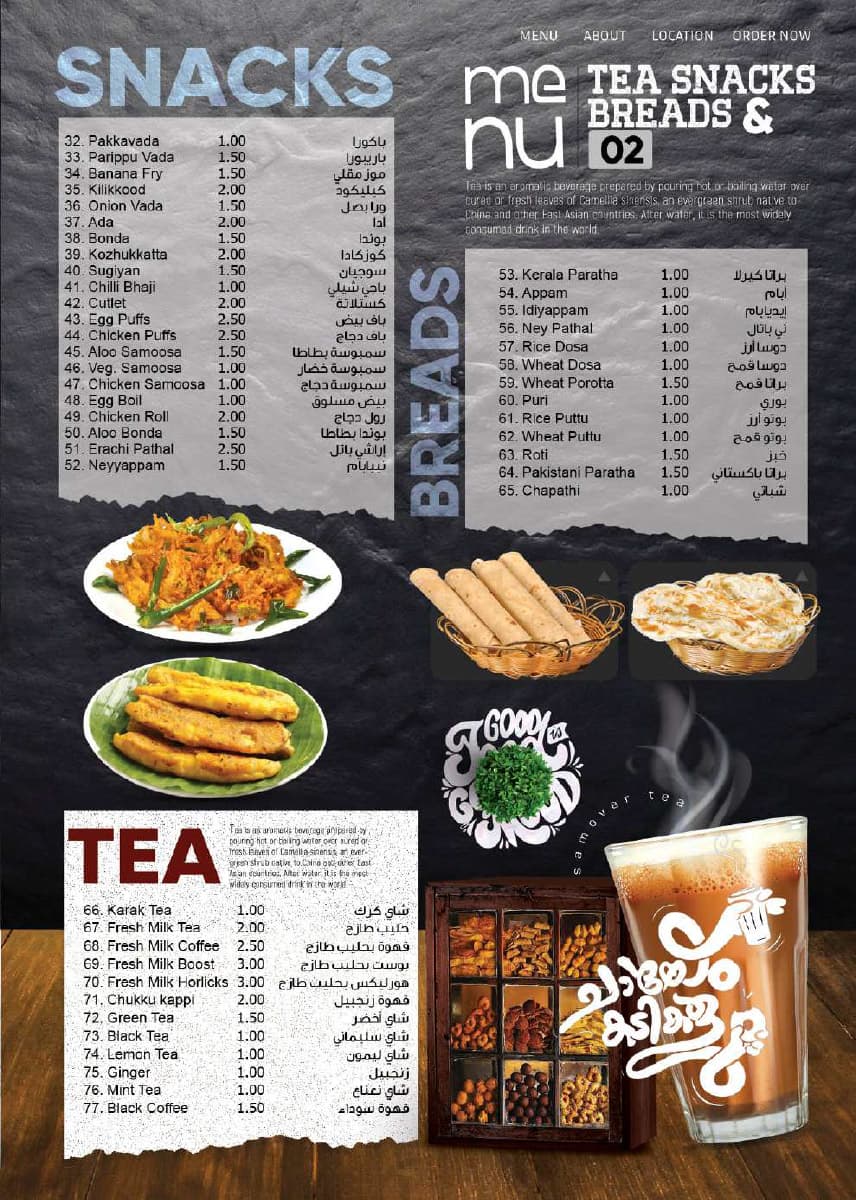 MENU ABOUT LOCATION ORDER NOW
SNACKS
32. Pakkavada 1.00 باكورا
33. Parippu Vada 1.50 باريبورا
34. Banana Fry 1.50 موز مقلي
35. Kilikkood 2.00 كيليكود
36. Onion Vada 1.50 ورا بصل
37. Ada 2.00 ادا
38. Bonda 1.50 بوندا
39. Kozhukkatta 2.00 كوزكادا
40. Sugiyan 1.50 سوجيان
41. Chilli Bhaji 1.00 باجي شيلي
42. Cutlet 2.00 كستلاتة
43. Egg Puffs 2.50 باف بيض
44. Chicken Puffs 2.50 باف دجاج
45. Aloo Samoosa 1.50 سمبوسة بطاطا
46. Veg. Samoosa 1.00 سمبوسة خضار
47. Chicken Samoosa 1.00 سمبوسة دجاج
48. Egg Boil 1.00 بيض مسلوق
49. Chicken Roll 2.00 رول دجاج
50. Aloo Bonda 1.50 بوندا بطاطا
51. Erachi Pathal 2.50 إراشي باتل
52. Neyyappam 1.50 نييابام
me
nu
TEA SNACKS
BREADS &
02
Tea is an aromatic beverage prepared by pouring hot or boiling water over
cured or fresh leaves of Camellia sinensis, an evergreen shrub native to
China and other East Asian countries. After water, it is the most widely
consumed drink in the world.
BREADS
53. Kerala Paratha 1.00 براتا كيرلا
54. Appam 1.00 أبام
55. Idiyappam 1.00 إيديابام
56. Ney Pathal 1.00 ني باتال
57. Rice Dosa 1.00 دوسا أرز
58. Wheat Dosa 1.00 دوسا قمح
59. Wheat Porotta 1.50 براتا قمح
60. Puri 1.00 بوري
61. Rice Puttu 1.00 بوتو أرز
62. Wheat Puttu 1.00 بوتو قمح
63. Roti 1.50 خبز
64. Pakistani Paratha 1.50 براتا باكستاني
65. Chapathi 1.00 شباتي
GOOD
samovar tea
കടികളും
TEA
Tea is an aromatic beverage prepared by
pouring hot or boiling water over cured or
fresh leaves of Camellia sinensis, an ever-
green shrub native to China and other East
Asian countries. After water, it is the most
widely consumed drink in the world
66. Karak Tea 1.00 شاي كرك
67. Fresh Milk Tea 2.00 حليب طازج
68. Fresh Milk Coffee 2.50 قهوة بحليب طازج
69. Fresh Milk Boost 3.00 بوست بحليب طازج
70. Fresh Milk Horlicks 3.00 هورليكس بحليب طازج
71. Chukku kappi 2.00 قهوة زنجبيل
72. Green Tea 1.50 شاي أخضر
73. Black Tea 1.00 شاي سليماني
74. Lemon Tea 1.00 شاي ليمون
75. Ginger 1.00 زنجبيل
76. Mint Tea 1.00 شاي نعناع
77. Black Coffee 1.50 قهوة سوداء